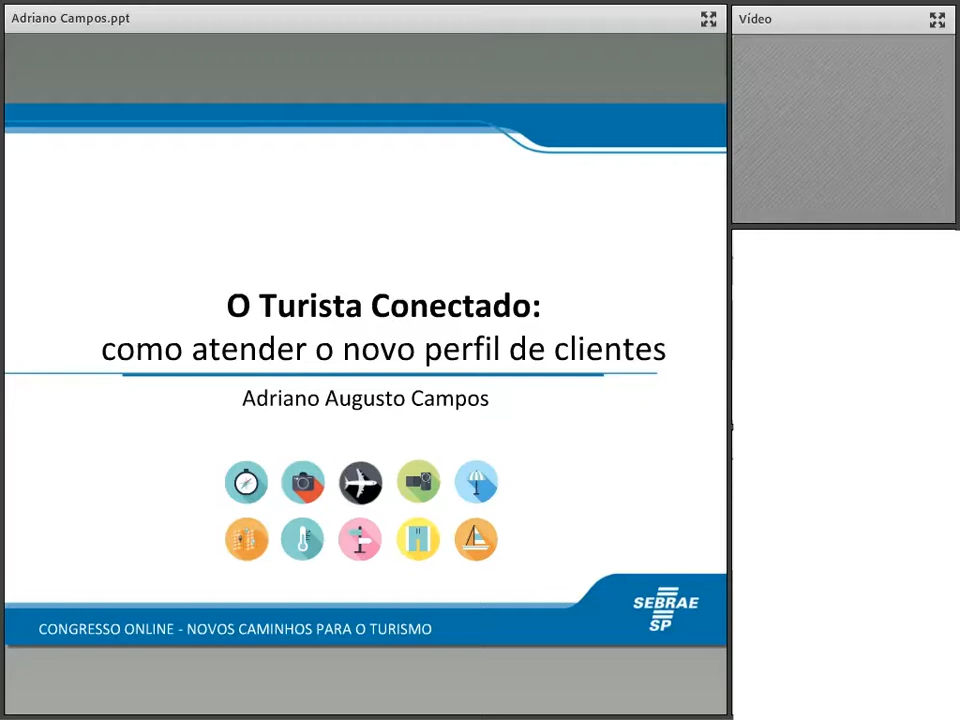 Adriano Campos.ppt
Vídeo
O Turista Conectado:
como atender o novo perfil de clientes
Adriano Augusto Campos
SEBRAE
SP
CONGRESSO ONLINE - NOVOS CAMINHOS PARA O TURISMO